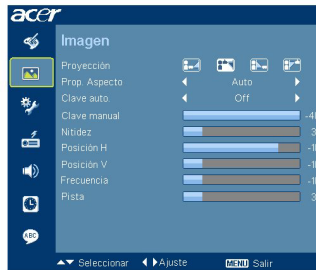 acer
Imagen
Proyección
Prop. Aspecto Auto
Clave auto. Off
Clave manual
Nitidez
Posición H
Posición V
Frecuencia
Pista
ABC
Seleccionar Ajuste MENU Salir